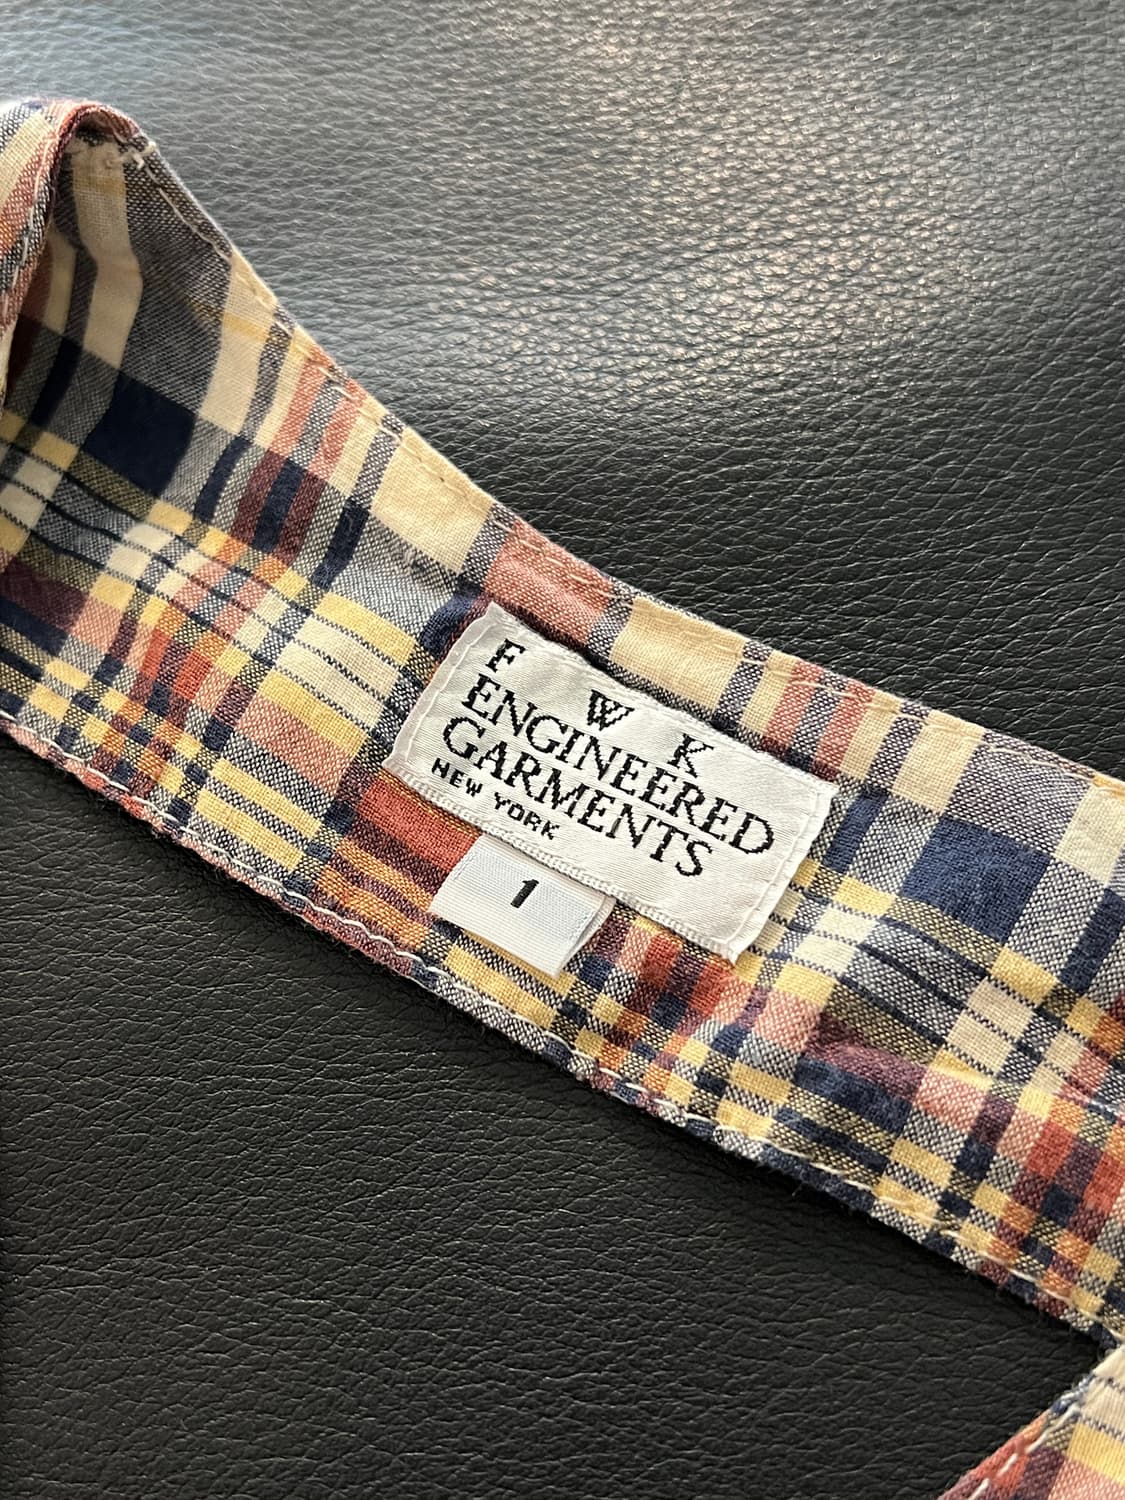 F W K
ENGINEERED
GARMENTS
NEW YORK
1